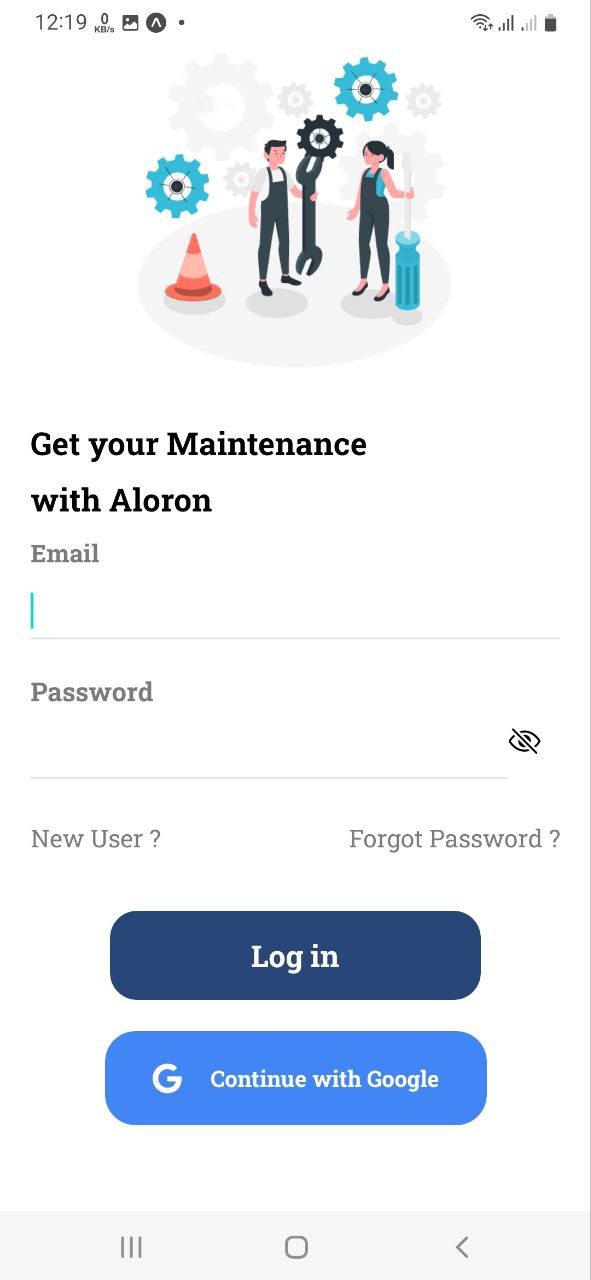 12:19 0 KB/s
Get your Maintenance
with Aloron
Email
Password
New User ?
Forgot Password ?
Log in
G Continue with Google